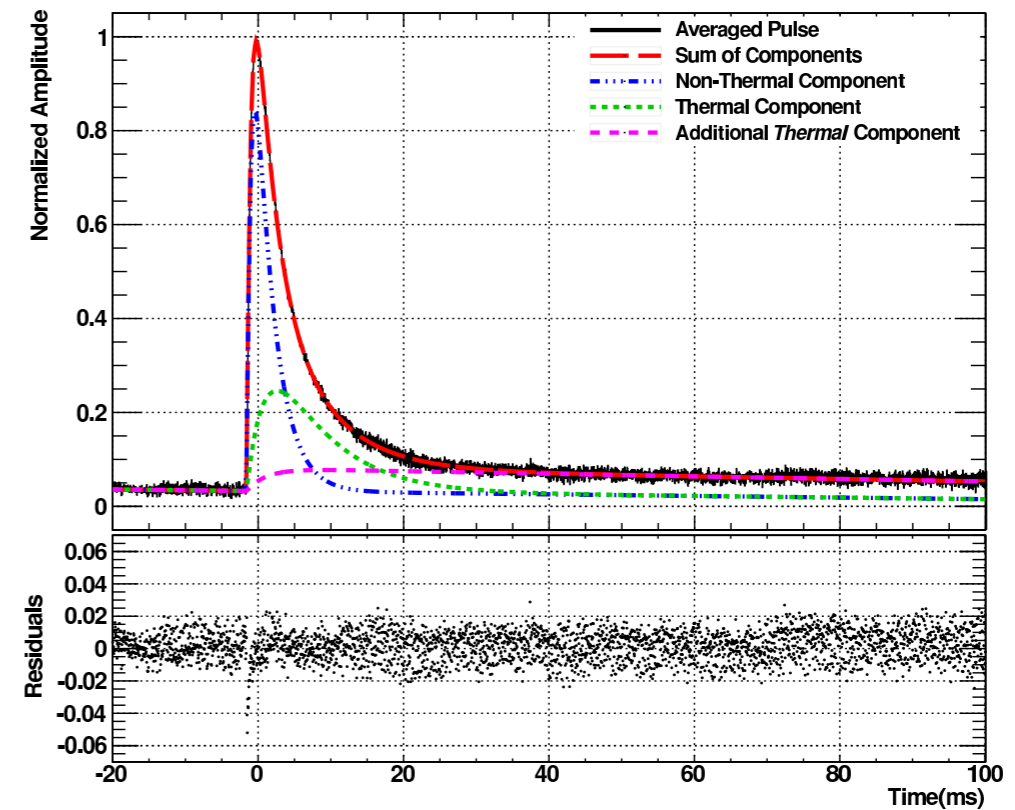 Normalized Amplitude
1
0.8
0.6
0.4
0.2
0
Averaged Pulse
Sum of Components
Non-Thermal Component
Thermal Component
Additional Thermal Component
Residuals
0.06
0.04
0.02
0
-0.02
-0.04
-0.06
-20 0 20 40 60 80 100
Time(ms)